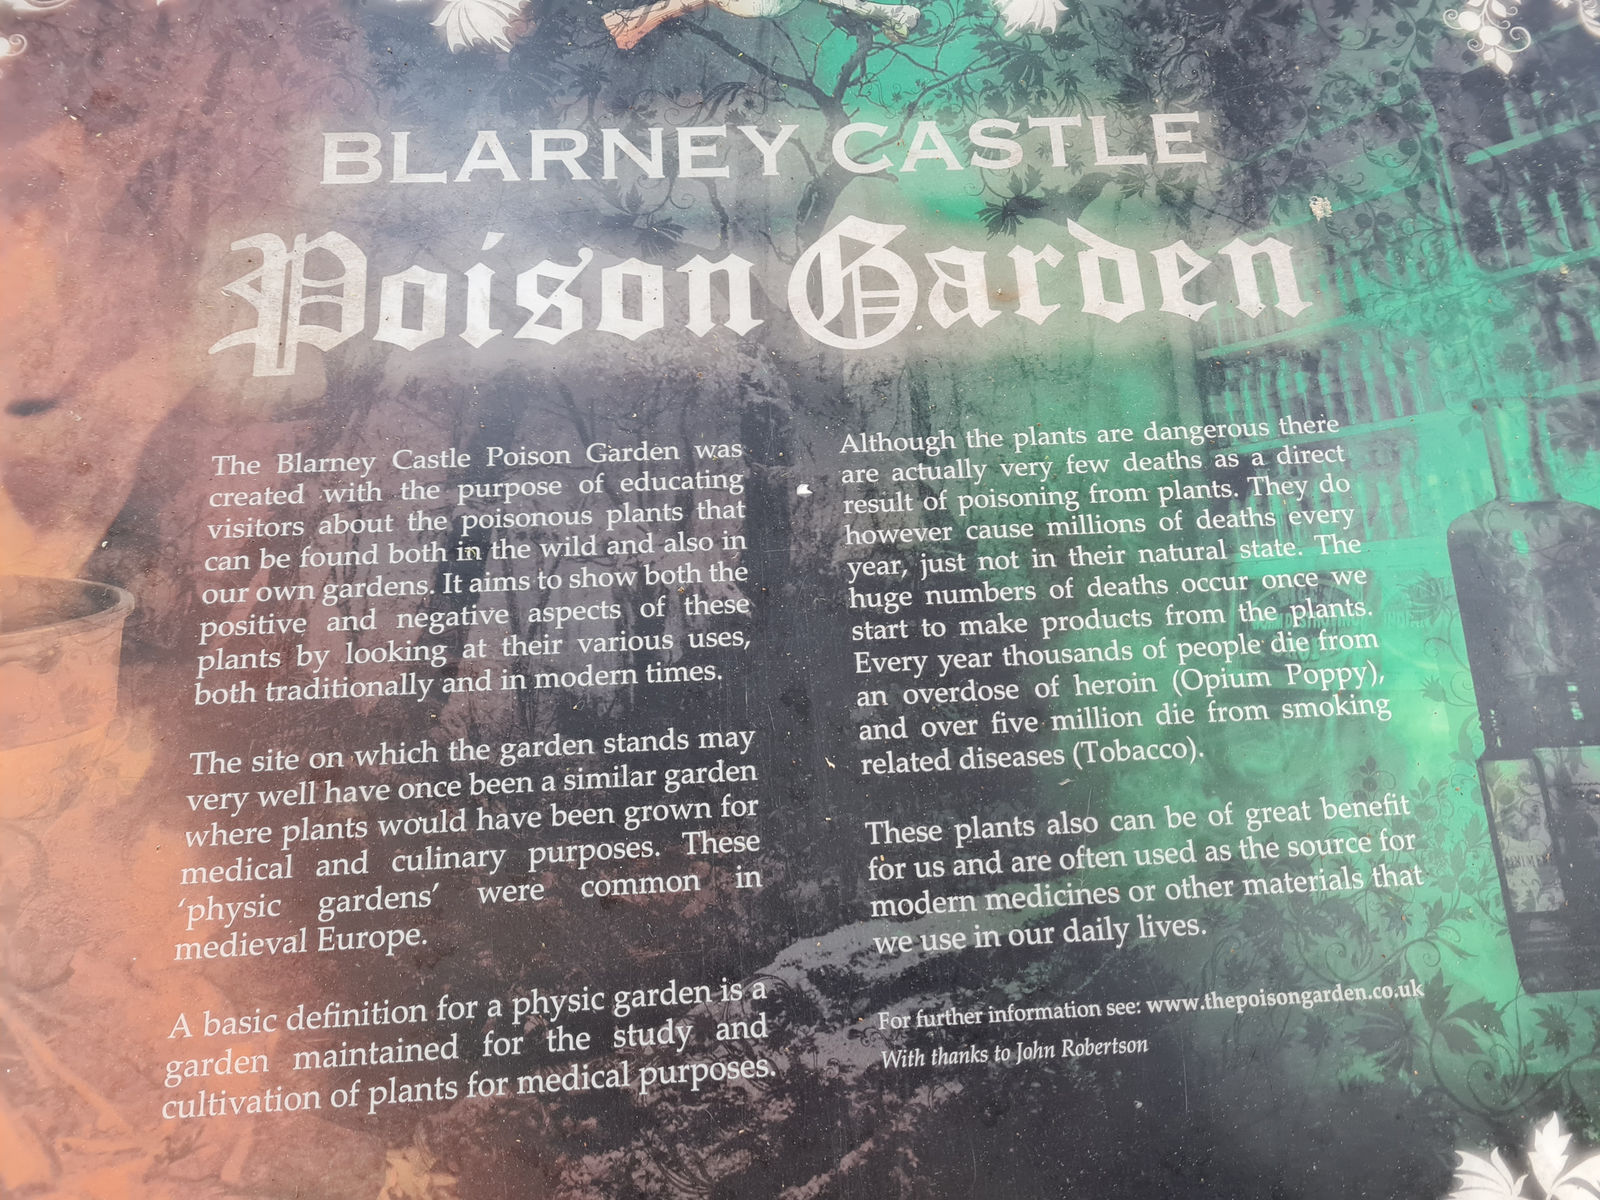 BLARNEY CASTLE
Poison Garden
The Blarney Castle Poison Garden was
created with the purpose of educating
visitors about the poisonous plants that
can be found both in the wild and also in
our own gardens. It aims to show both the
positive and negative aspects of these
plants by looking at their various uses,
both traditionally and in modern times.
The site on which the garden stands may
very well have once been a similar garden
where plants would have been grown for
medical and culinary purposes. These
‘physic gardens’ were common in
medieval Europe.
A basic definition for a physic garden is a
garden maintained for the study and
cultivation of plants for medical purposes.
Although the plants are dangerous there
are actually very few deaths as a direct
result of poisoning from plants. They do
however cause millions of deaths every
year, just not in their natural state. The
huge numbers of deaths occur once we
start to make products from the plants.
Every year thousands of people die from
an overdose of heroin (Opium Poppy),
and over five million die from smoking
related diseases (Tobacco).
These plants also can be of great benefit
for us and are often used as the source for
modern medicines or other materials that
we use in our daily lives.
For further information see: www.thepoisongarden.co.uk
With thanks to John Robertson